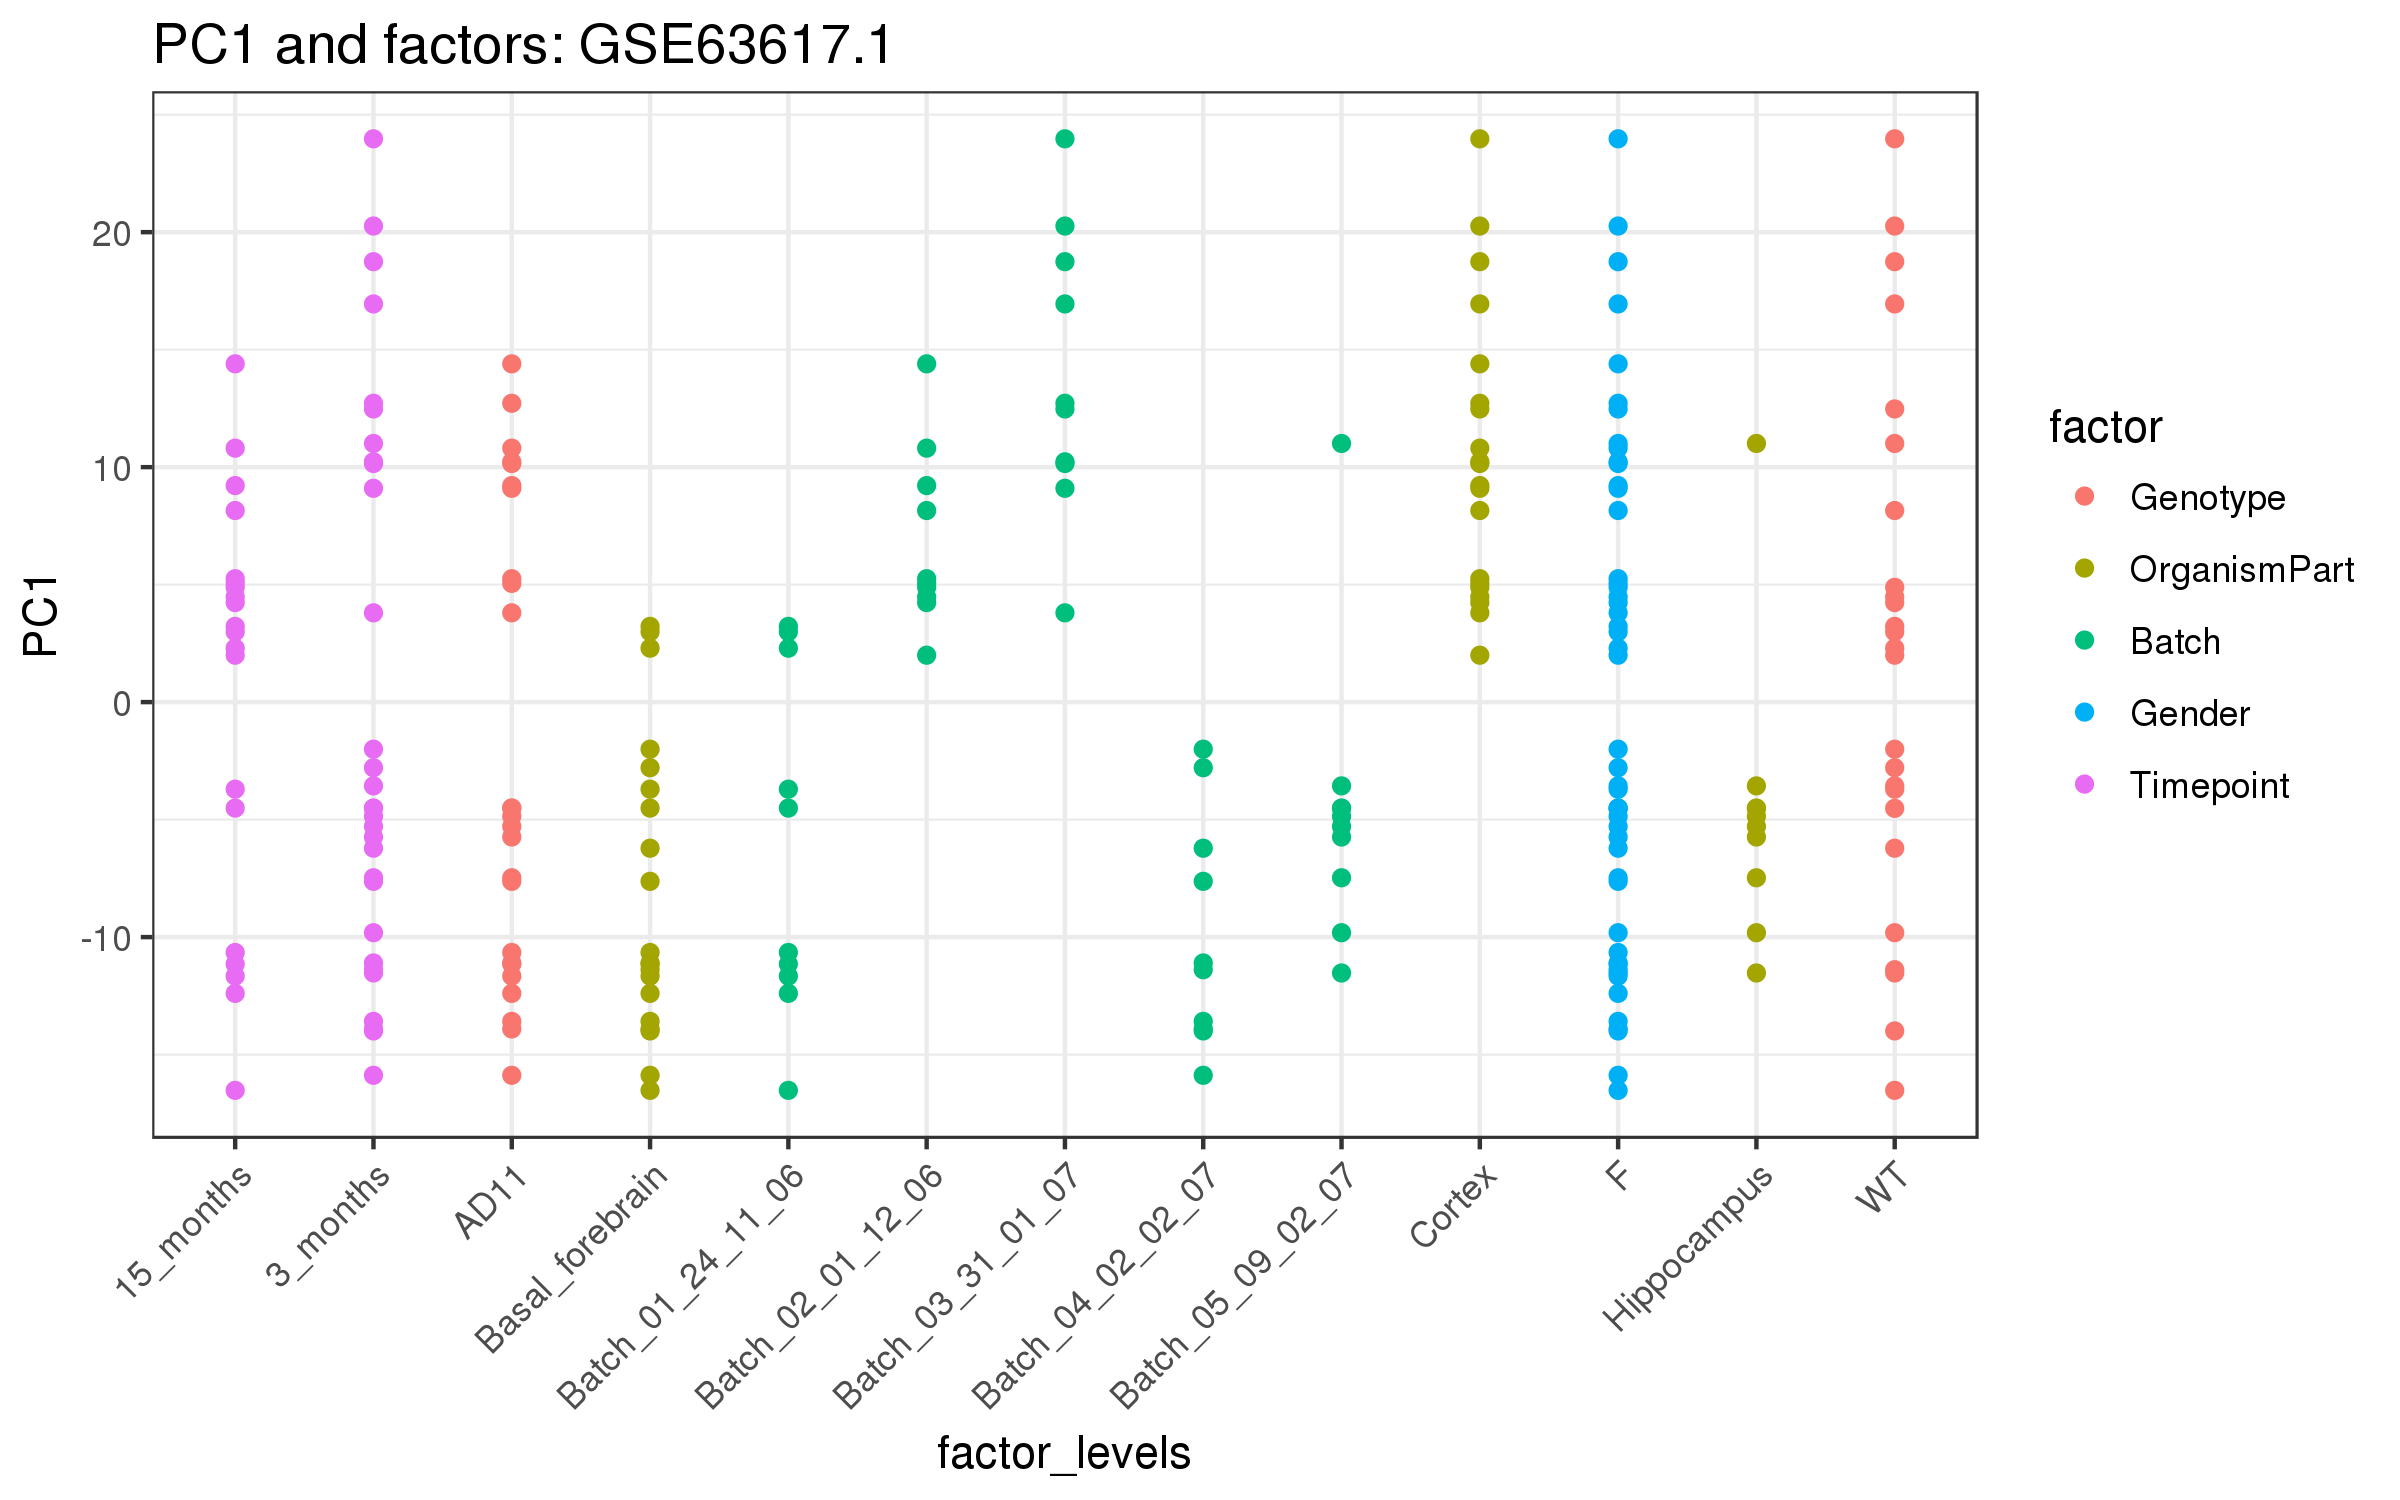 PC1 and factors: GSE63617.1
20
10
0
-10
PC1
15_months
3_months
AD11
Basal_forebrain
Batch_01_24_11_06
Batch_02_01_12_06
Batch_03_31_01_07
Batch_04_02_02_07
Batch_05_09_02_07
Cortex
F
Hippocampus
WT
factor_levels
factor
Genotype
OrganismPart
Batch
Gender
Timepoint